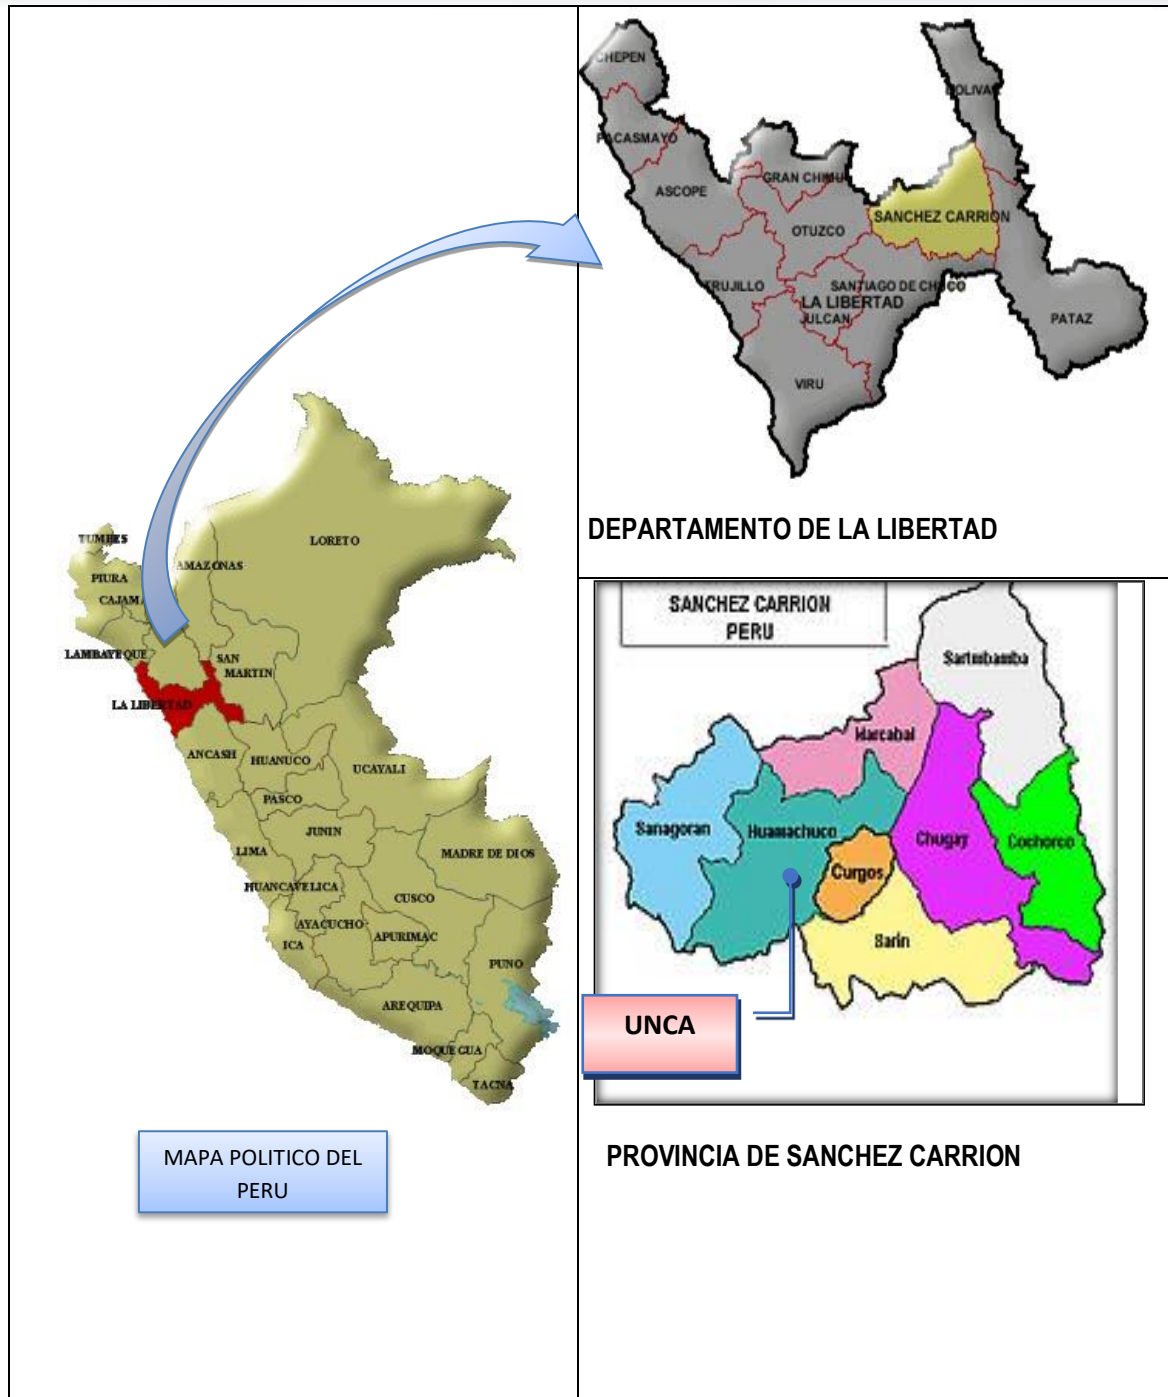 TUMBES
PIURA
CAJAMA
AMAZONAS
LORETO
LAMBAYEQUE
SAN
MARTIN
LA LIBERTAD
ANCASH
HUANUCO
UCAYALI
PASCO
JUNIN
LIMA
MADRE DE DIOS
HUANCAVELICA
CUSCO
AYACUCHO
APURIMAC
ICA
PUNO
AREQUIPA
MOQUEGUA
TACNA
MAPA POLITICO DEL
PERU
CHEPEN
BOLIVAR
PACASMAYO
GRAN CHIMU
ASCOPE
SANCHEZ CARRION
OTUZCO
TRUJILLO
SANTIAGO DE CHUCO
LA LIBERTAD
JULCAN
PATAZ
VIRU
DEPARTAMENTO DE LA LIBERTAD
SANCHEZ CARRION
PERU
Sartimbamba
Marcabal
Sanagoran
Huamachuco
Chugay
Cochorco
Curgos
Sarin
UNCA
PROVINCIA DE SANCHEZ CARRION